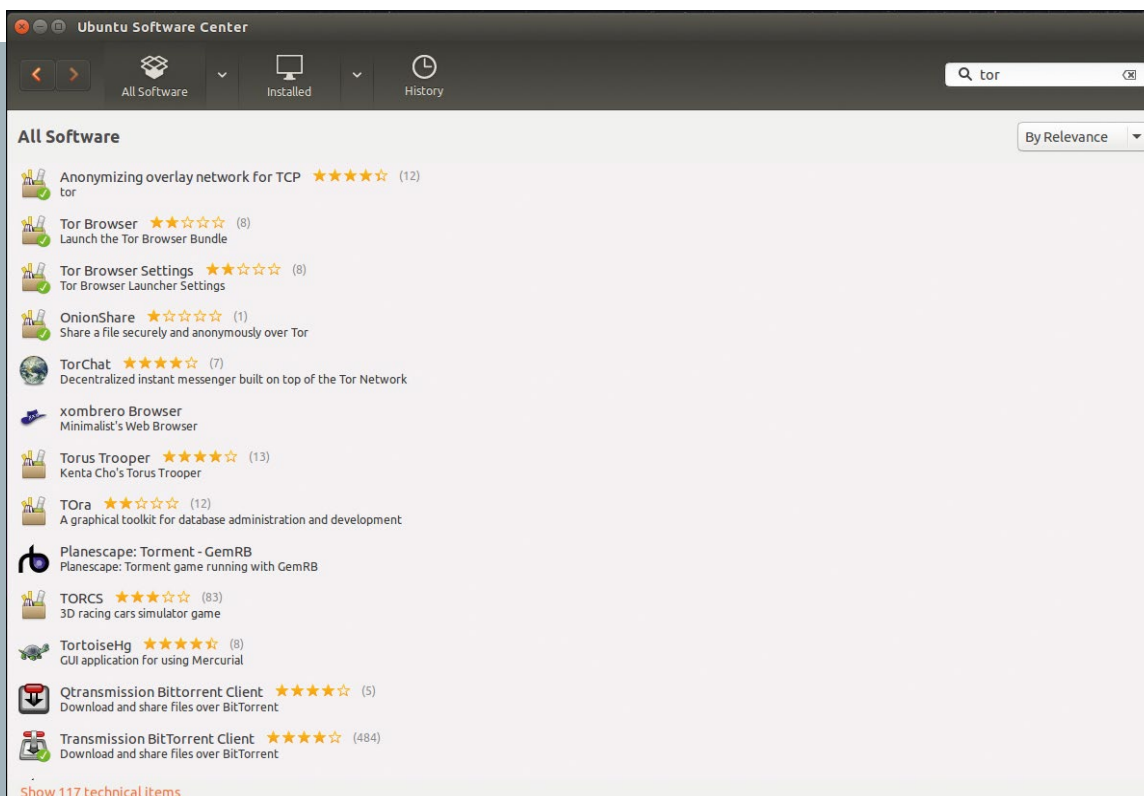 Ubuntu Software Center
All Software
Installed
History
tor
All Software
By Relevance
Anonymizing overlay network for TCP (12)
tor
Tor Browser (8)
Launch the Tor Browser Bundle
Tor Browser Settings (8)
Tor Browser Launcher Settings
OnionShare (1)
Share a file securely and anonymously over Tor
TorChat (7)
Decentralized instant messenger built on top of the Tor Network
xombrero Browser
Minimalist's Web Browser
Torus Trooper (13)
Kenta Cho's Torus Trooper
TOra (12)
A graphical toolkit for database administration and development
Planescape: Torment - GemRB
Planescape: Torment game running with GemRB
TORCS (83)
3D racing cars simulator game
TortoiseHg (8)
GUI application for using Mercurial
Qtransmission Bittorrent Client (5)
Download and share files over BitTorrent
Transmission BitTorrent Client (484)
Download and share files over BitTorrent
Show 117 technical items